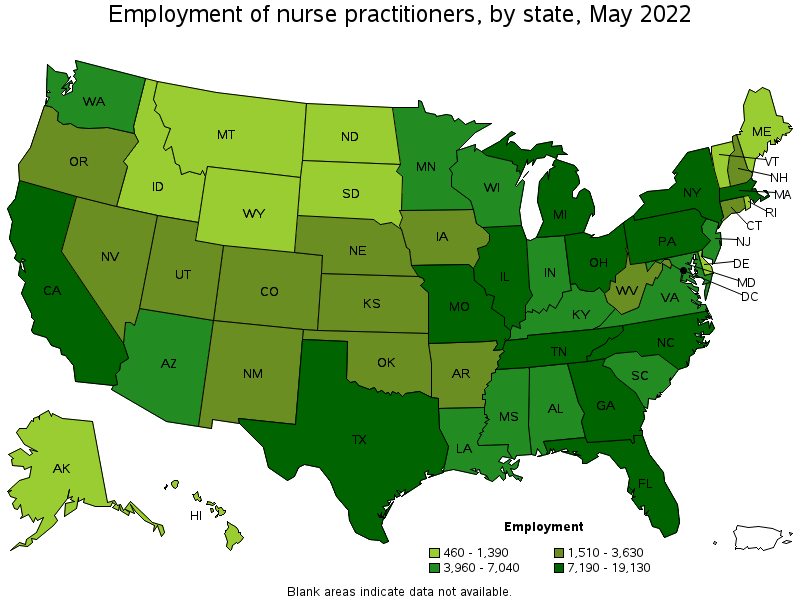 Employment of nurse practitioners, by state, May 2022
WA
MT
ND
MN
ME
OR
ID
SD
WI
VT
NH
WY
MI
NY
MA
RI
CT
NV
NE
IA
PA
NJ
UT
CO
IL
IN
OH
DE
CA
KS
MO
WV
VA
MD
DC
KY
AZ
NM
OK
AR
TN
NC
SC
TX
LA
MS
AL
GA
FL
AK
HI
Employment
460 - 1,390
1,510 - 3,630
3,960 - 7,040
7,190 - 19,130
Blank areas indicate data not available.